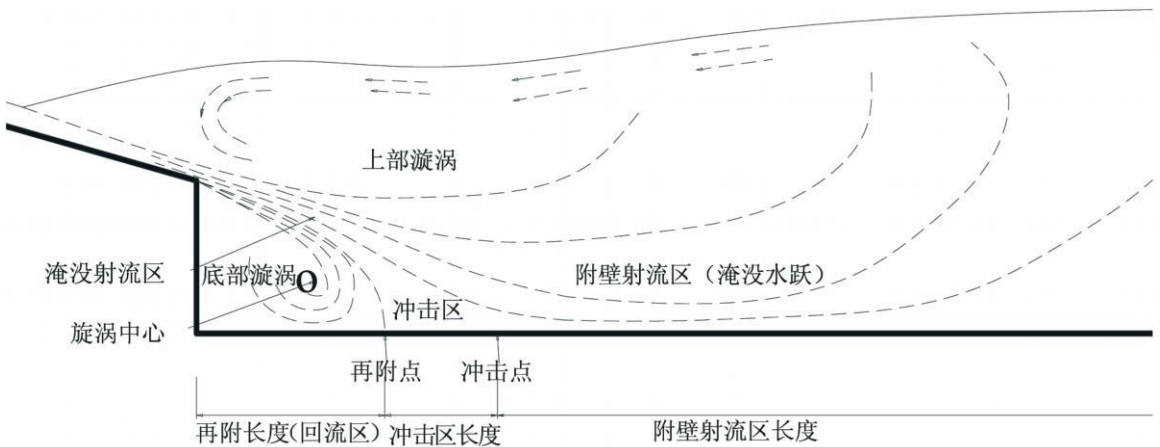 上部漩涡
淹没射流区
底部漩涡
附壁射流区（淹没水跃）
冲击区
旋涡中心
再附点
冲击点
再附长度(回流区)
冲击区长度
附壁射流区长度